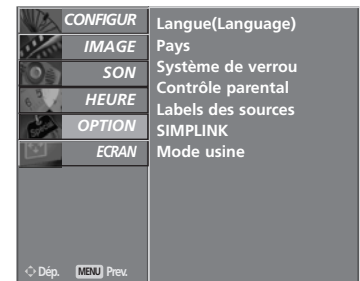 CONFIGUR
IMAGE
SON
HEURE
OPTION
ECRAN
Langue(Language)
Pays
Système de verrou
Contrôle parental
Labels des sources
SIMPLINK
Mode usine
Dép. MENU Prev.